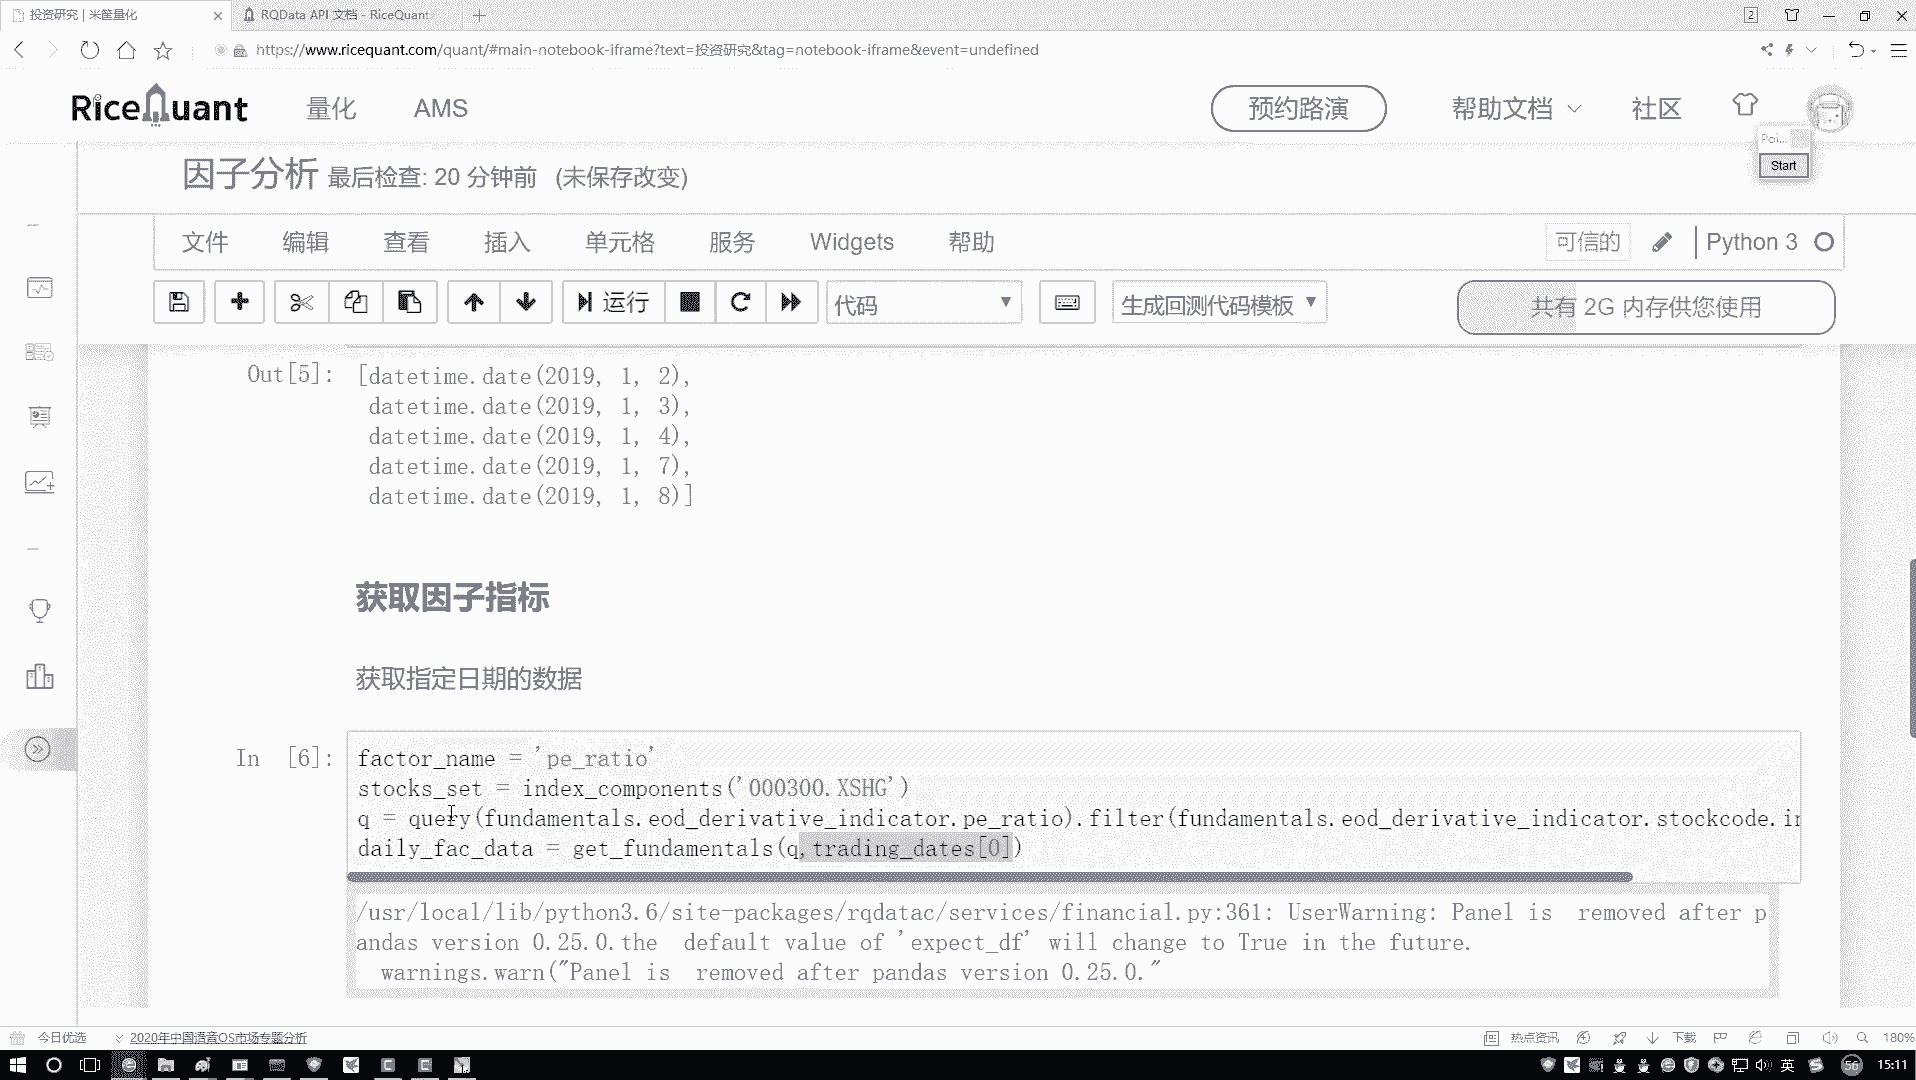 投资研究 | 米筐量化
RQData API 文档 - RiceQuant
2
https://www.ricequant.com/quant/#main-notebook-iframe?text=投资研究&tag=notebook-iframe&event=undefined
RiceQuant
量化
AMS
预约路演
帮助文档
社区
Poi...
Start
因子分析 最后检查: 20 分钟前 (未保存改变)
文件 编辑 查看 插入 单元格 服务 Widgets 帮助
可信的
Python 3
运行
代码
生成回测代码模板
共有 2G 内存供您使用
Out[5]: [datetime.date(2019, 1, 2),
datetime.date(2019, 1, 3),
datetime.date(2019, 1, 4),
datetime.date(2019, 1, 7),
datetime.date(2019, 1, 8)]
获取因子指标
获取指定日期的数据
In [6]: factor_name = 'pe_ratio'
stocks_set = index_components('000300.XSHG')
q = query(fundamentals.eod_derivative_indicator.pe_ratio).filter(fundamentals.eod_derivative_indicator.stockcode.in
daily_fac_data = get_fundamentals(q,trading_dates[0])
/usr/local/lib/python3.6/site-packages/rqdatac/services/financial.py:361: UserWarning: Panel is  removed after p
andas version 0.25.0.the  default value of 'expect_df' will change to True in the future.
warnings.warn("Panel is  removed after pandas version 0.25.0."
今日优选
2020年中国语音OS市场专题分析
热点资讯
下载
180%
英
56
15:11